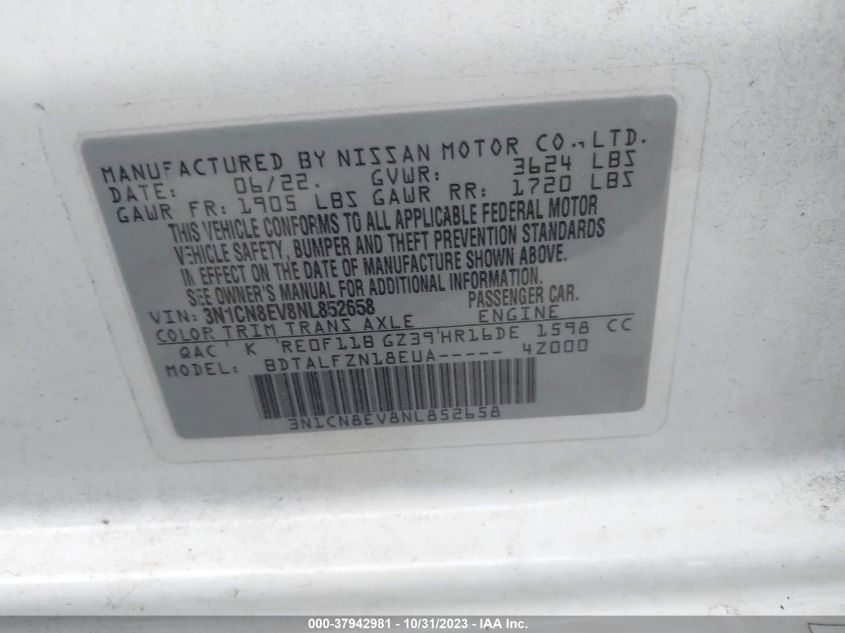 MANUFACTURED BY NISSAN MOTOR CO., LTD.
DATE: 06/22. GVWR: 3624 LBS
GAWR FR: 1905 LBS GAWR RR: 1720 LBS
THIS VEHICLE CONFORMS TO ALL APPLICABLE FEDERAL MOTOR
VEHICLE SAFETY, BUMPER AND THEFT PREVENTION STANDARDS
IN EFFECT ON THE DATE OF MANUFACTURE SHOWN ABOVE.
SEE OWNER'S MANUAL FOR ADDITIONAL INFORMATION.
VIN: 3N1CN8EV8NL852658 PASSENGER CAR.
COLOR TRIM TRANS AXLE ENGINE
QAC K RE0F11B GZ39 HR16DE 1598 CC
MODEL: BDTALFZN18EUA----- 4Z000
3N1CN8EV8NL852658
000-37942981 - 10/31/2023 - IAA Inc.